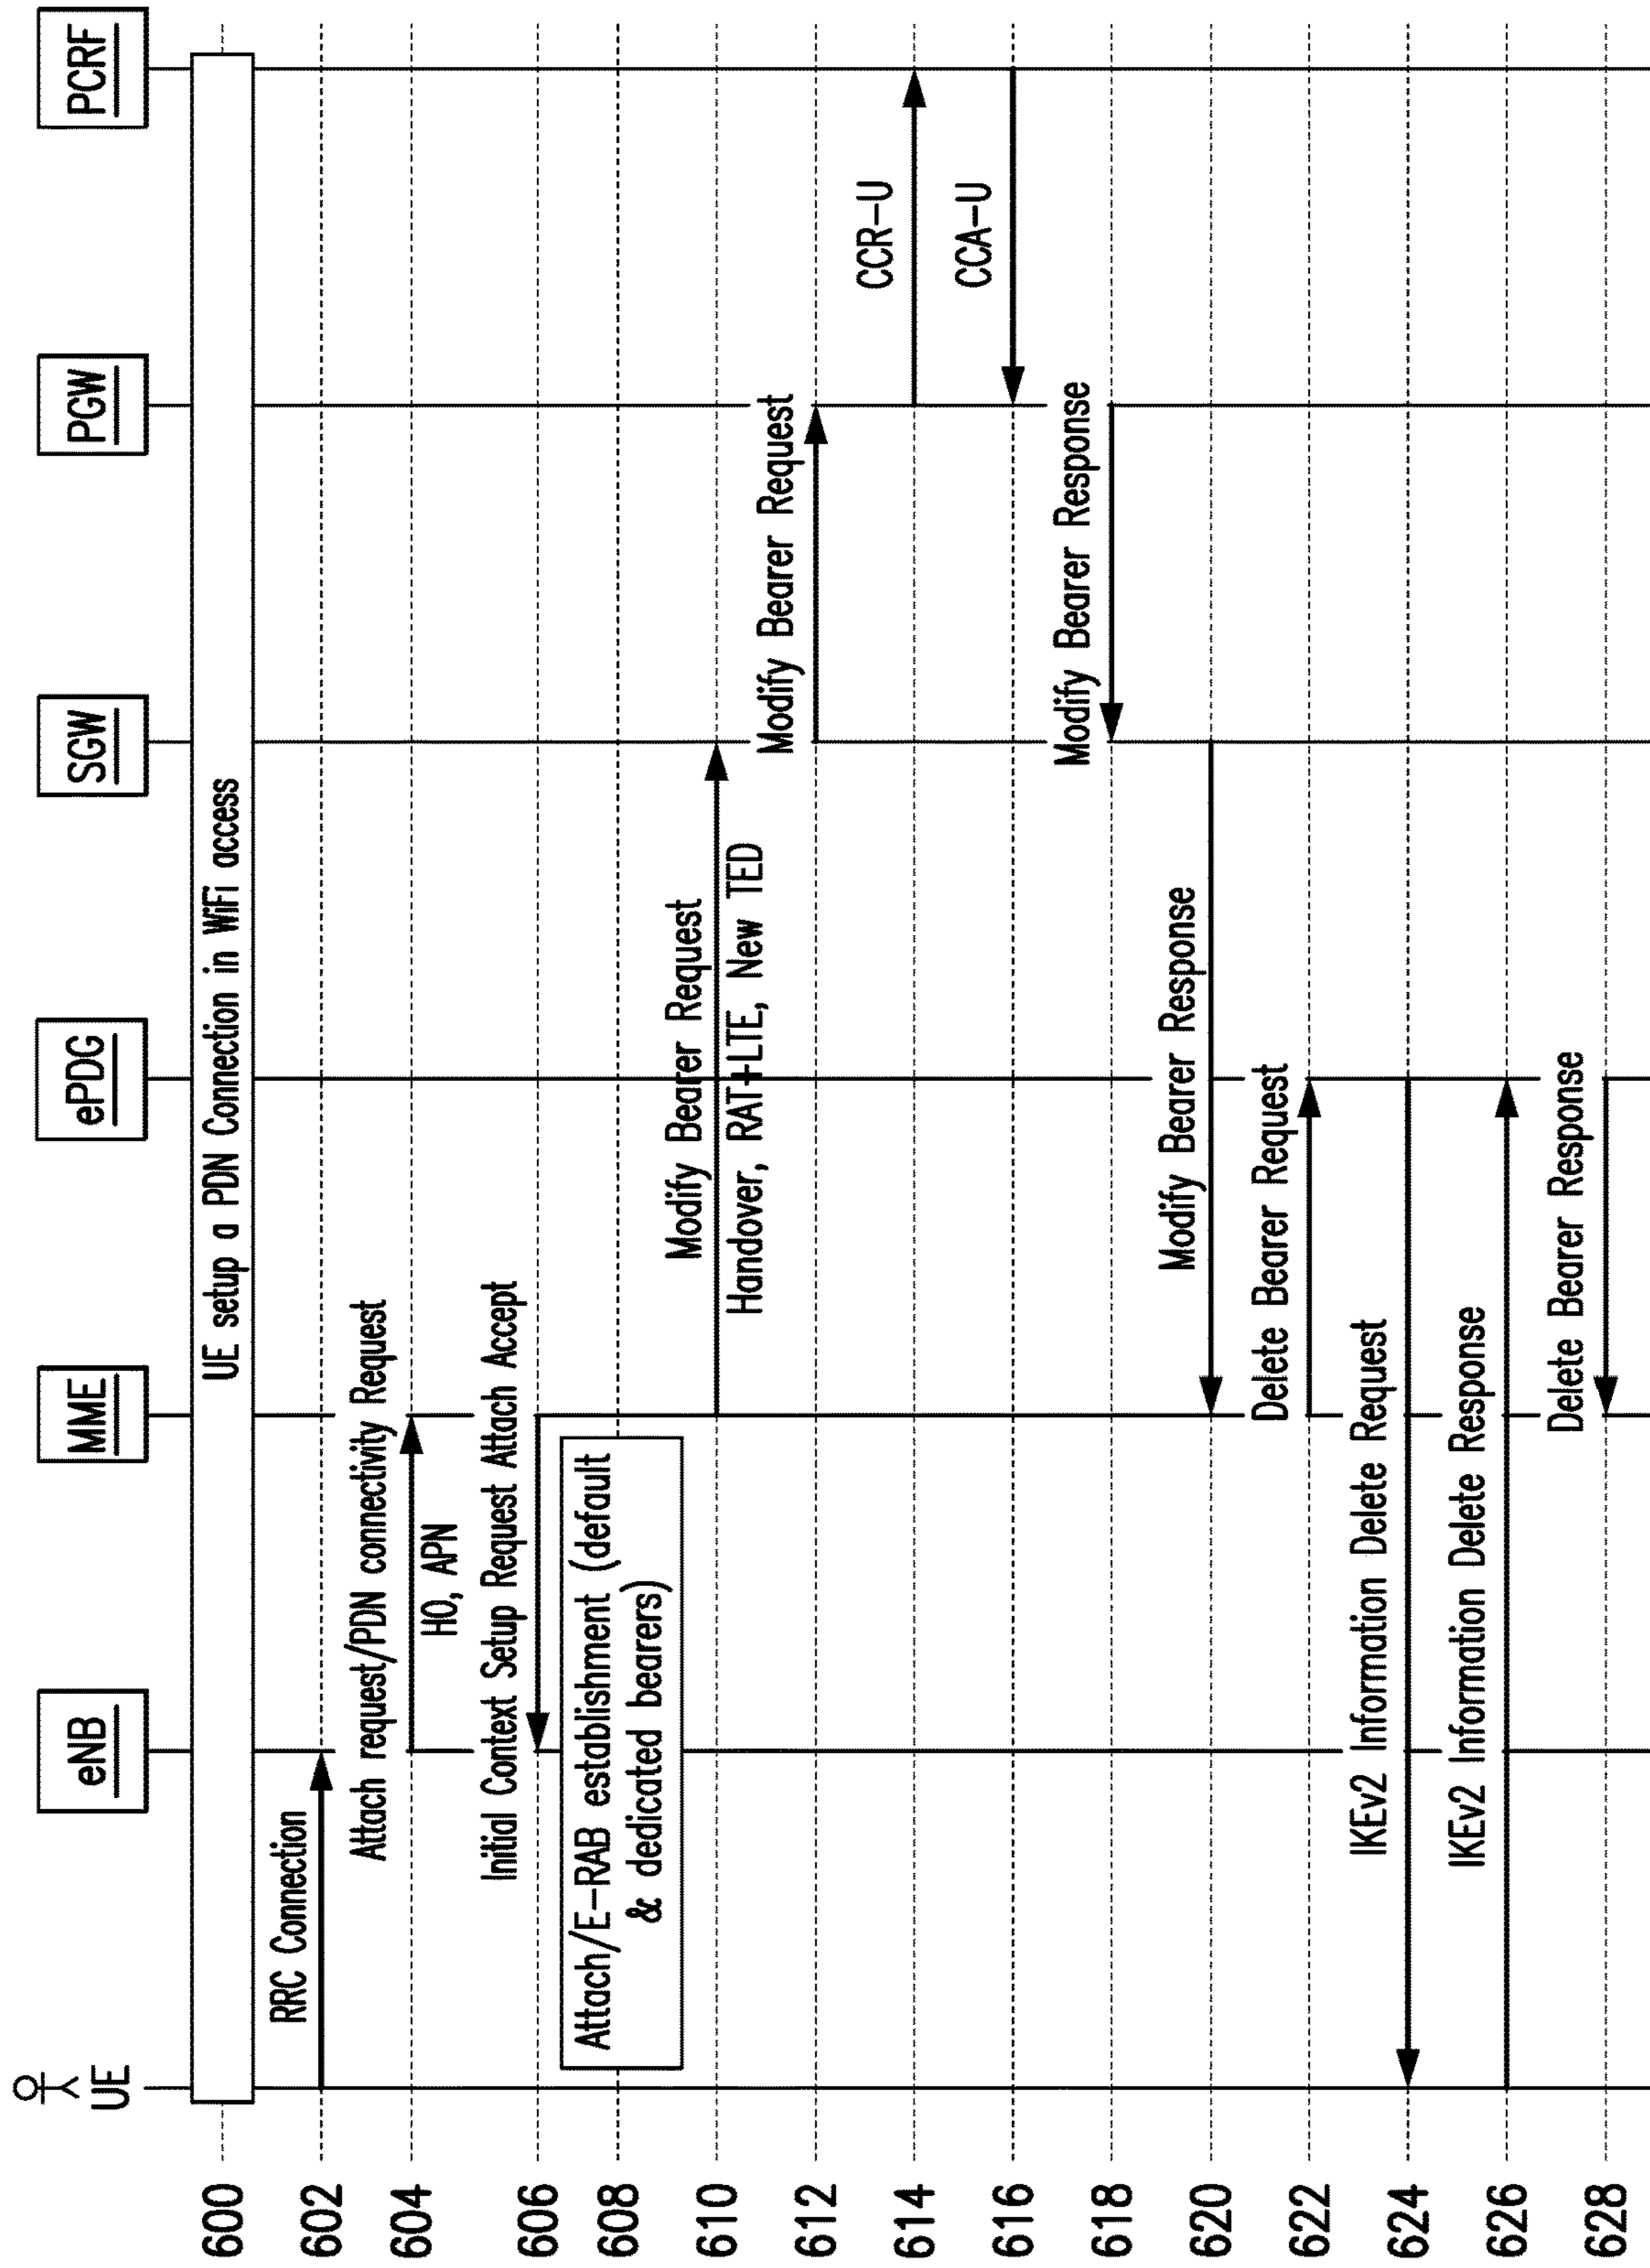 UE
eNB
MME
ePDG
SGW
PGW
PCRF
600
UE setup a PDN Connection in WiFi access
602
RRC Connection
604
Attach request/PDN connectivity Request
HO, APN
606
Initial Context Setup Request Attach Accept
608
Attach/E-RAB establishment (default
& dedicated bearers)
610
Modify Bearer Request
Handover, RAT+LTE, New TED
612
Modify Bearer Request
614
CCR-U
616
CCA-U
618
Modify Bearer Response
620
Modify Bearer Response
622
Delete Bearer Request
624
IKEv2 Information Delete Request
626
IKEv2 Information Delete Response
628
Delete Bearer Response